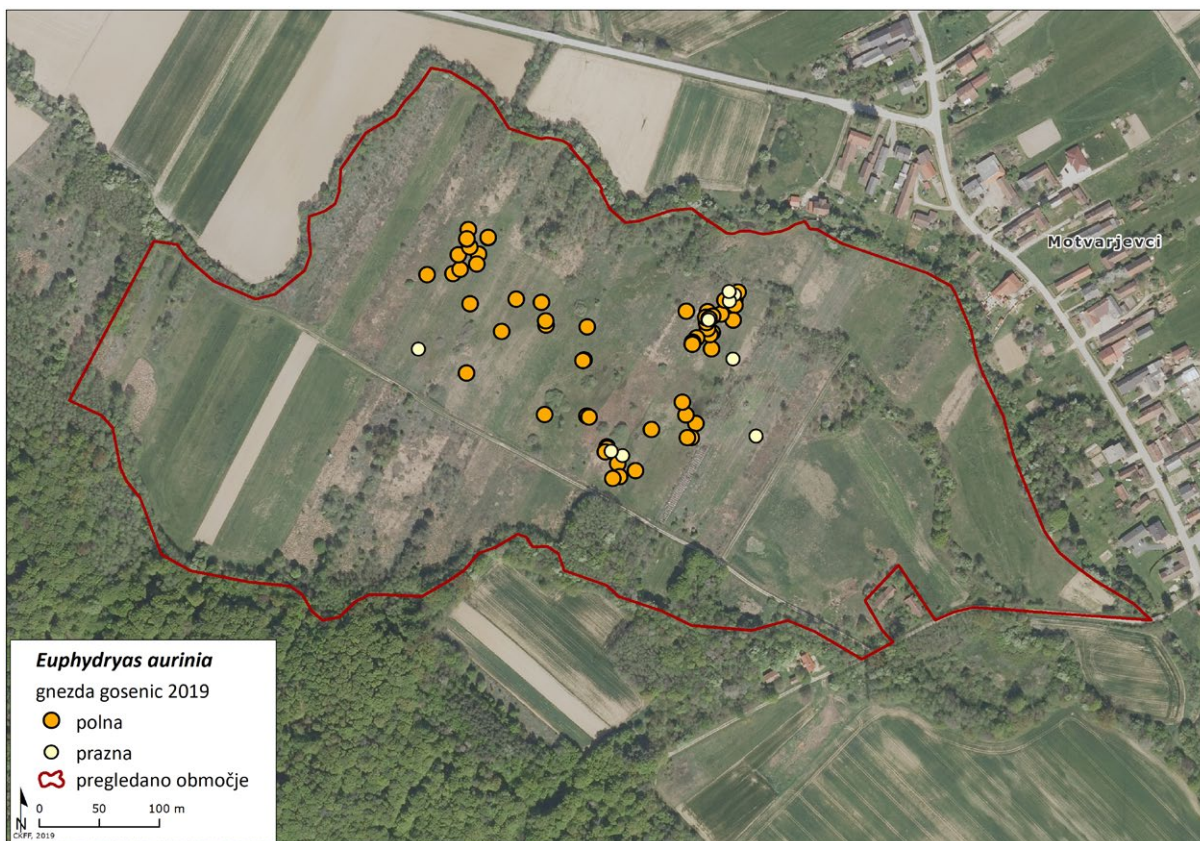 Motvarjevci
Euphydryas aurinia
gnezda gosenic 2019
polna
prazna
pregledano območje
N
0 50 100 m
CKFF, 2019